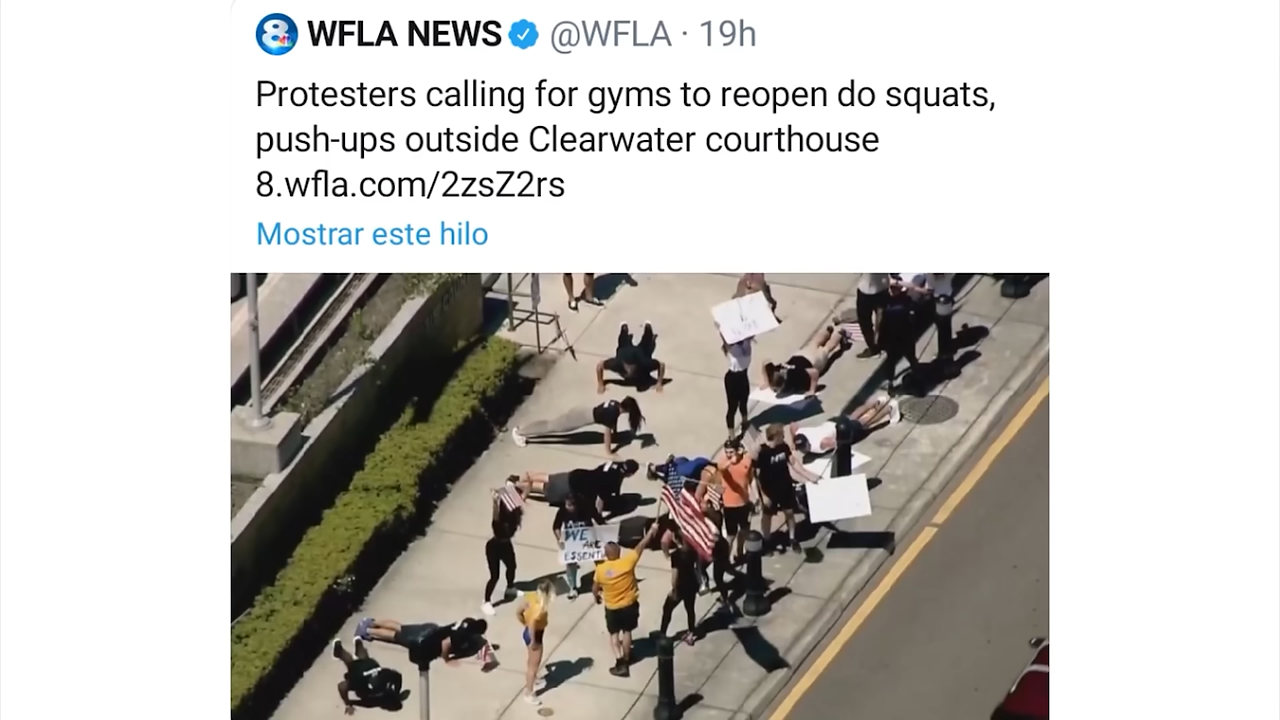 WFLA NEWS @WFLA · 19h
Protesters calling for gyms to reopen do squats,
push-ups outside Clearwater courthouse
8.wfla.com/2zsZ2rs
Mostrar este hilo
WE
ARE